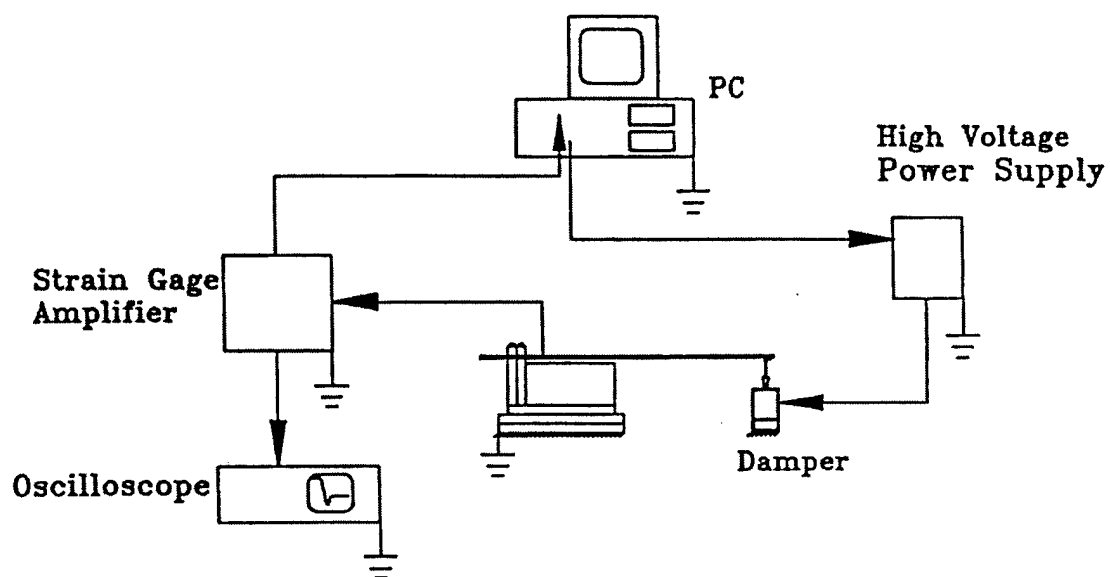 PC
High Voltage
Power Supply
Strain Gage
Amplifier
Damper
Oscilloscope